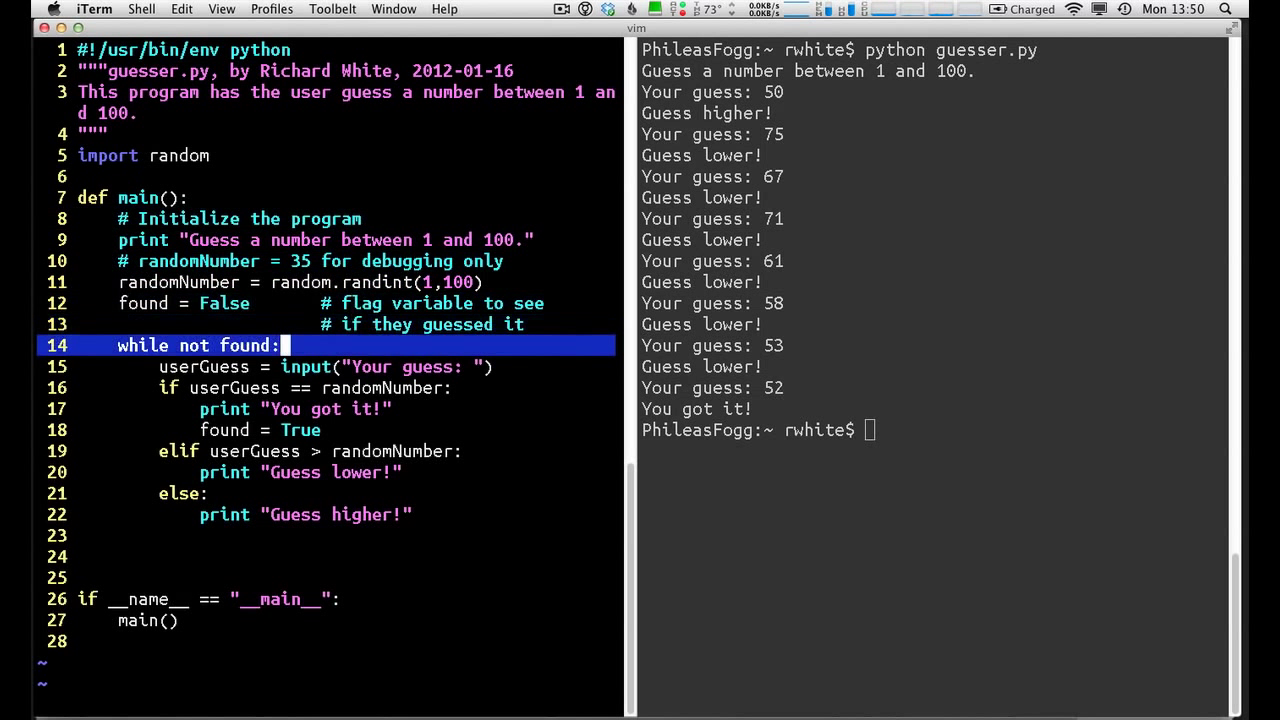 iTerm Shell Edit View Profiles Toolbelt Window Help 73° 0.0KB/s 0.0KB/s Charged Mon 13:50
vim
1 #!/usr/bin/env python
2 """guesser.py, by Richard White, 2012-01-16
3 This program has the user guess a number between 1 an
d 100.
4 """
5 import random
6
7 def main():
8     # Initialize the program
9     print "Guess a number between 1 and 100."
10     # randomNumber = 35 for debugging only
11     randomNumber = random.randint(1,100)
12     found = False       # flag variable to see
13                         # if they guessed it
14     while not found:
15         userGuess = input("Your guess: ")
16         if userGuess == randomNumber:
17             print "You got it!"
18             found = True
19         elif userGuess > randomNumber:
20             print "Guess lower!"
21         else:
22             print "Guess higher!"
23
24
25
26 if __name__ == "__main__":
27     main()
28
~
~
PhileasFogg:~ rwhite$ python guesser.py
Guess a number between 1 and 100.
Your guess: 50
Guess higher!
Your guess: 75
Guess lower!
Your guess: 67
Guess lower!
Your guess: 71
Guess lower!
Your guess: 61
Guess lower!
Your guess: 58
Guess lower!
Your guess: 53
Guess lower!
Your guess: 52
You got it!
PhileasFogg:~ rwhite$